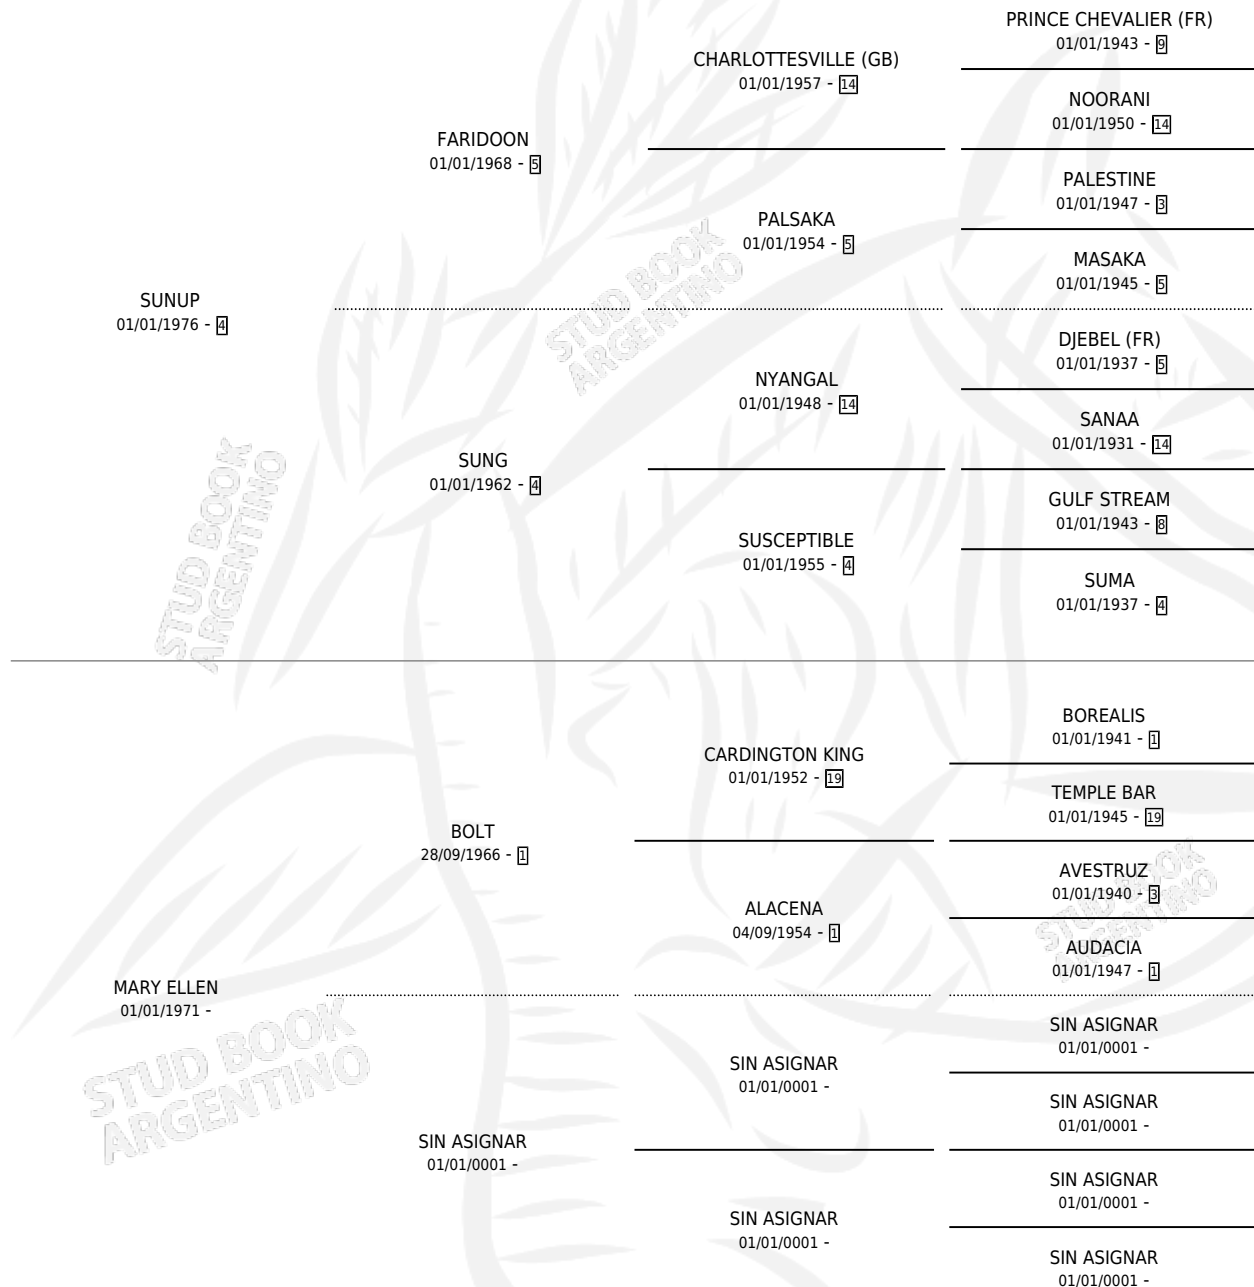 PRINCE CHEVALIER (FR)
01/01/1943 - 9
CHARLOTTESVILLE (GB)
01/01/1957 - 14
NOORANI
01/01/1950 - 14
FARIDOON
01/01/1968 - 5
PALESTINE
01/01/1947 - 3
PALSAKA
01/01/1954 - 5
MASAKA
01/01/1945 - 5
SUNUP
01/01/1976 - 4
DJEBEL (FR)
01/01/1937 - 5
NYANGAL
01/01/1948 - 14
SANAA
01/01/1931 - 14
SUNG
01/01/1962 - 4
GULF STREAM
01/01/1943 - 8
SUSCEPTIBLE
01/01/1955 - 4
SUMA
01/01/1937 - 4
BOREALIS
01/01/1941 - 1
CARDINGTON KING
01/01/1952 - 19
TEMPLE BAR
01/01/1945 - 19
BOLT
28/09/1966 - 1
AVESTRUZ
01/01/1940 - 3
ALACENA
04/09/1954 - 1
AUDACIA
01/01/1947 - 1
MARY ELLEN
01/01/1971 -
SIN ASIGNAR
01/01/0001 -
SIN ASIGNAR
01/01/0001 -
SIN ASIGNAR
01/01/0001 -
SIN ASIGNAR
01/01/0001 -
SIN ASIGNAR
01/01/0001 -
SIN ASIGNAR
01/01/0001 -
SIN ASIGNAR
01/01/0001 -
STUD BOOK
ARGENTINO
STUD BOOK
ARGENTINO
STUD BOOK
ARGENTINO
STUD BOOK
ARGENTINO